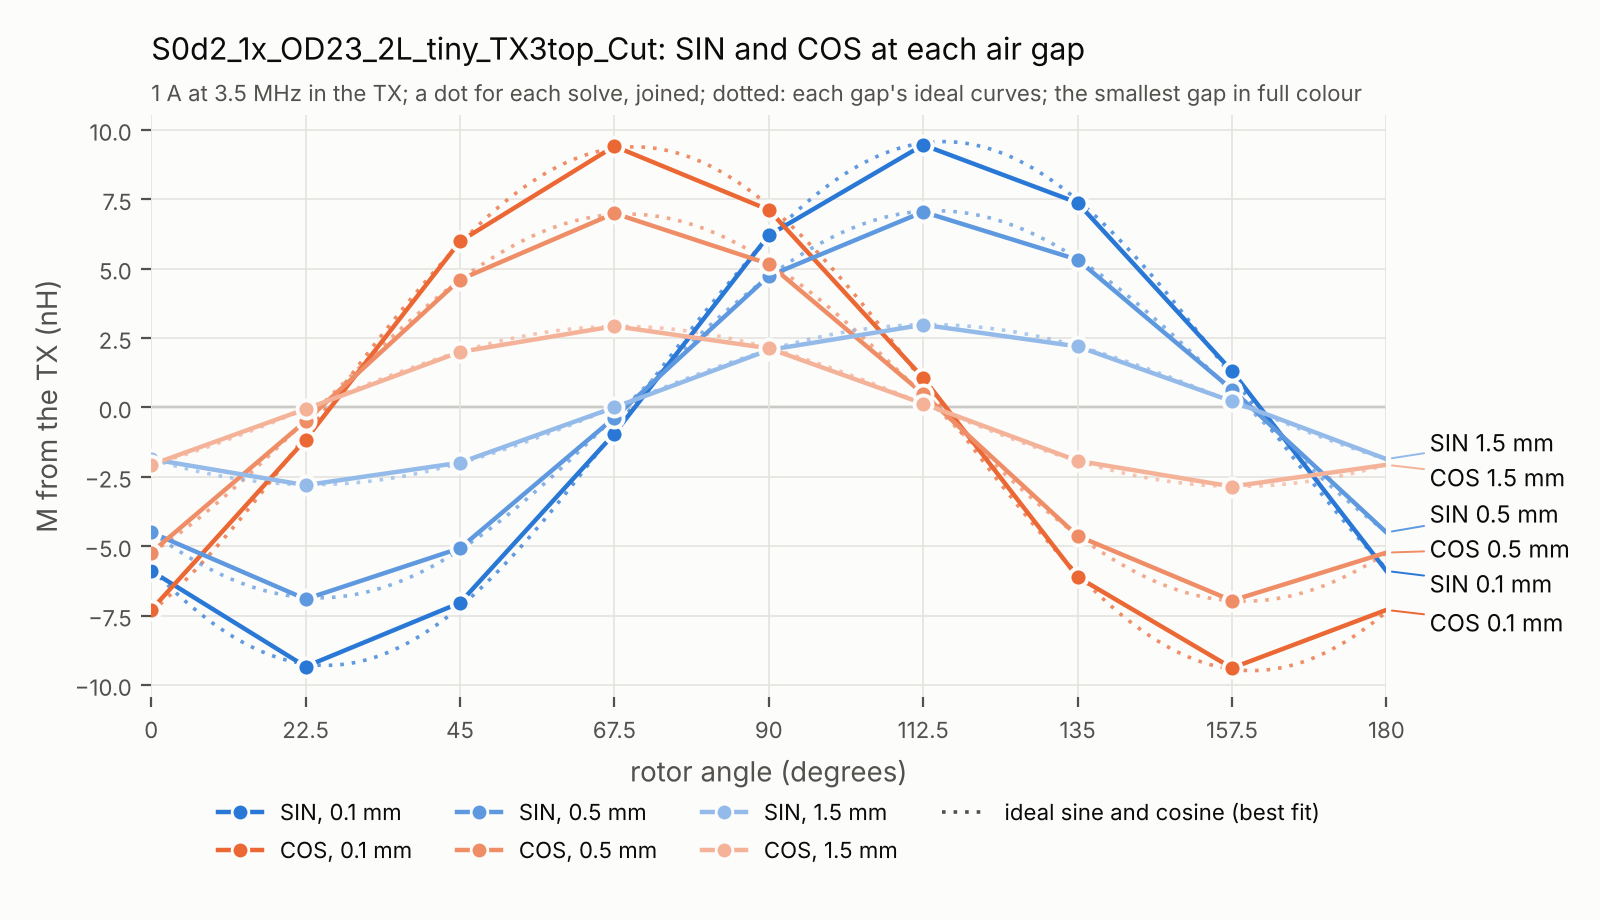 S0d2_1x_OD23_2L_tiny_TX3top_Cut: SIN and COS at each air gap
1 A at 3.5 MHz in the TX; a dot for each solve, joined; dotted: each gap's ideal curves; the smallest gap in full colour
M from the TX (nH)
10.0
7.5
5.0
2.5
0.0
−2.5
−5.0
−7.5
−10.0
SIN 1.5 mm
COS 1.5 mm
SIN 0.5 mm
COS 0.5 mm
SIN 0.1 mm
COS 0.1 mm
0 22.5 45 67.5 90 112.5 135 157.5 180
rotor angle (degrees)
SIN, 0.1 mm SIN, 0.5 mm SIN, 1.5 mm ideal sine and cosine (best fit)
COS, 0.1 mm COS, 0.5 mm COS, 1.5 mm